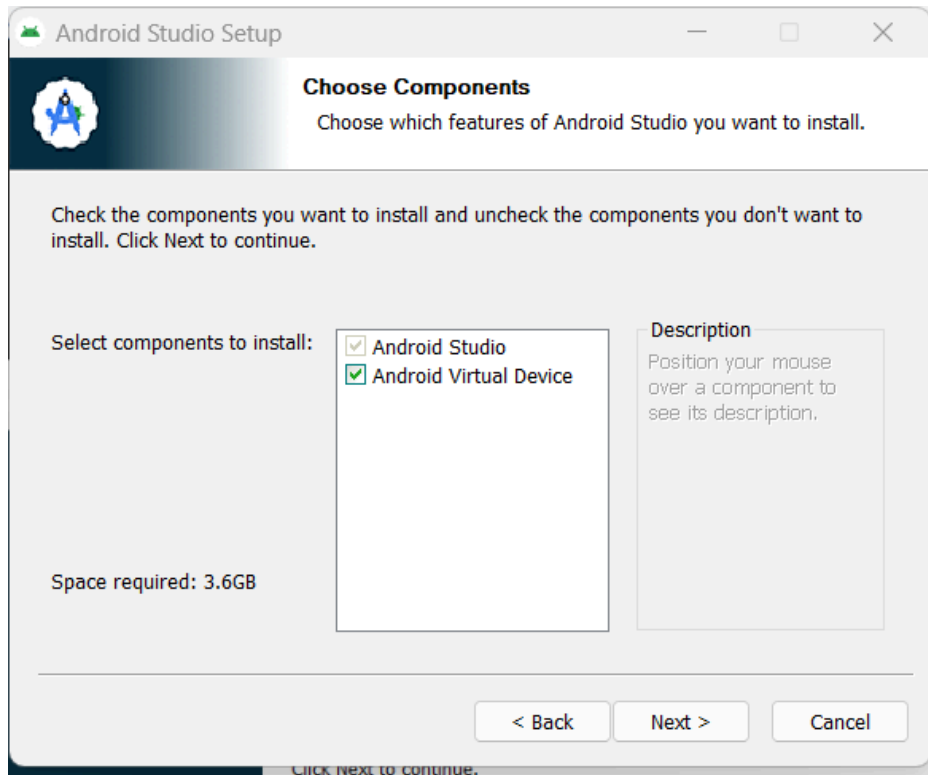 Android Studio Setup
Choose Components
Choose which features of Android Studio you want to install.
Check the components you want to install and uncheck the components you don't want to
install. Click Next to continue.
Select components to install:
Android Studio
Android Virtual Device
Description
Position your mouse
over a component to
see its description.
Space required: 3.6GB
< Back
Next >
Cancel
Click Next to continue.